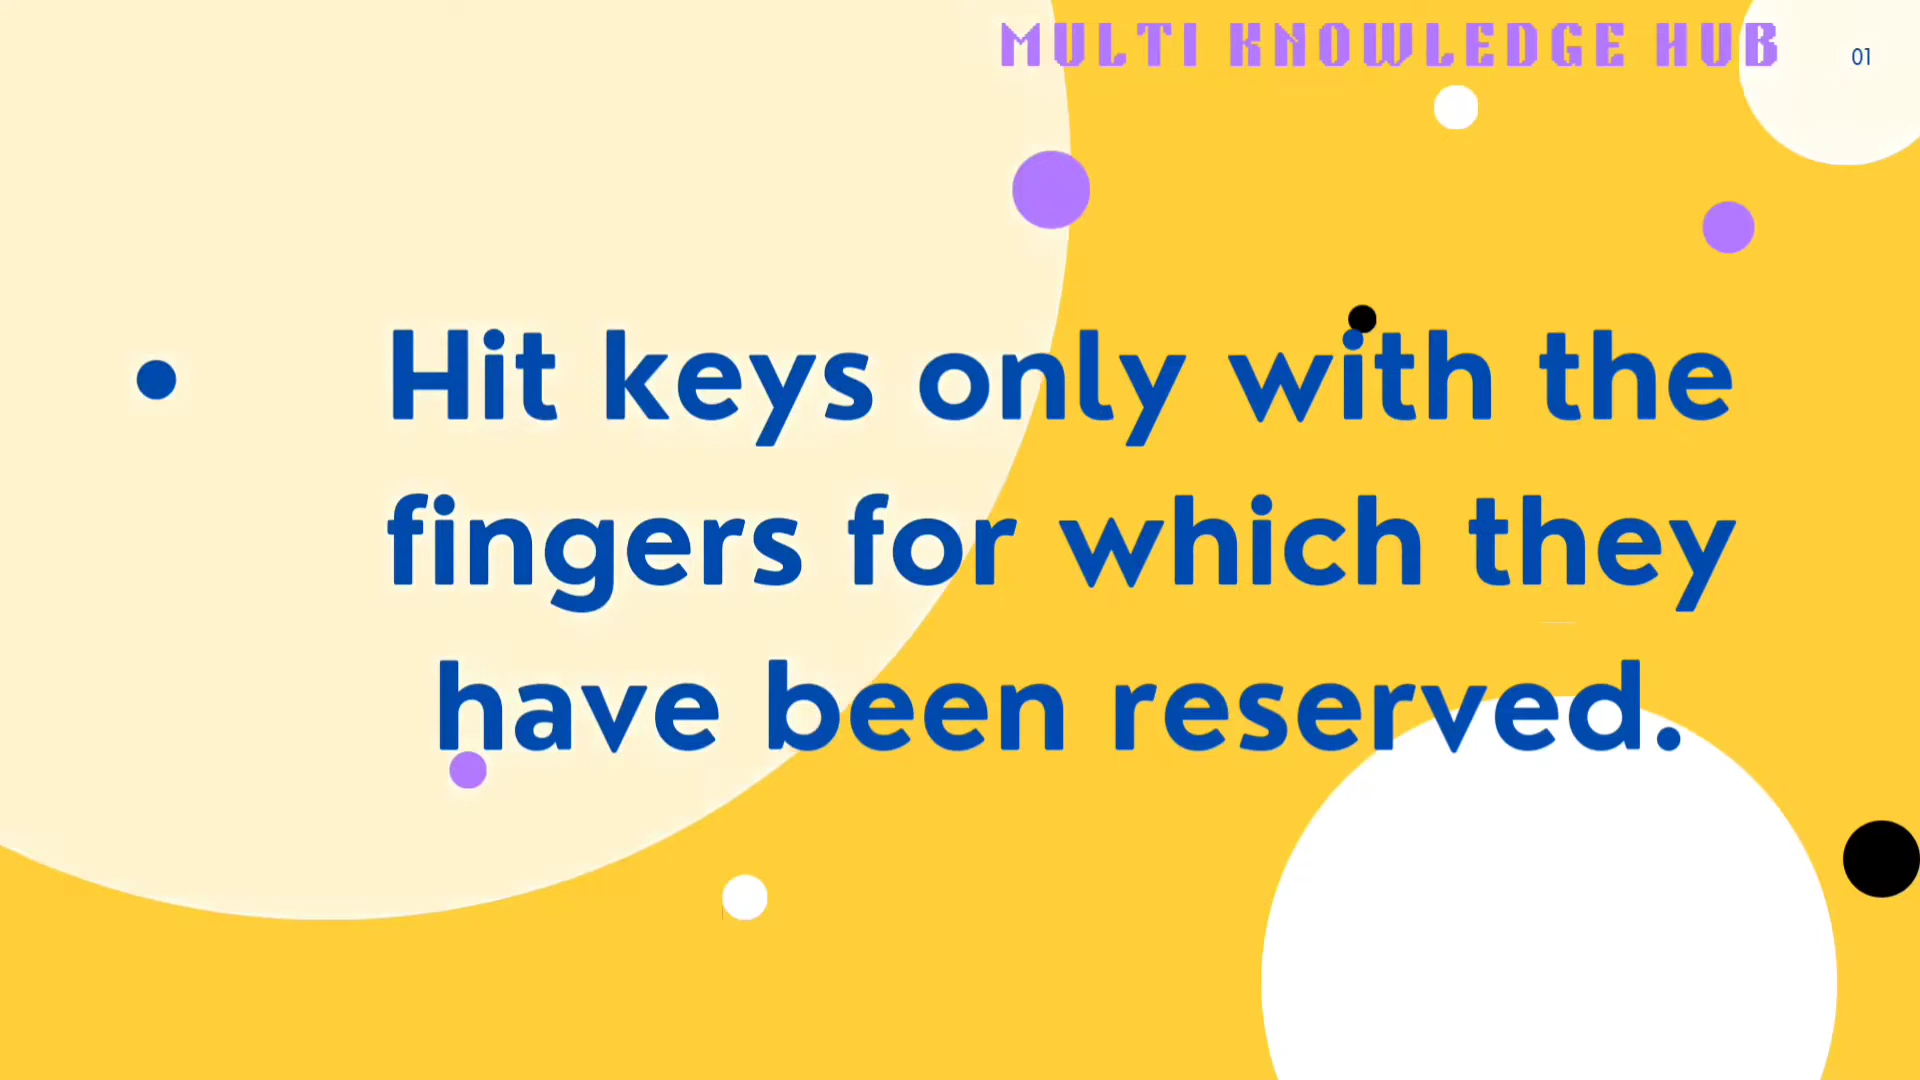 MULTI KNOWLEDGE HUB
01
• Hit keys only with the
fingers for which they
have been reserved.